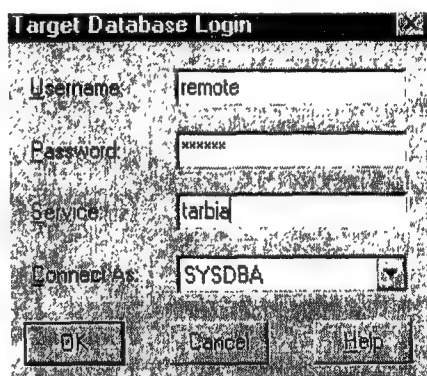 Target Database Login
Username: remote
Password: ******
Service: tarbia
Connect As: SYSDBA
OK Cancel Help